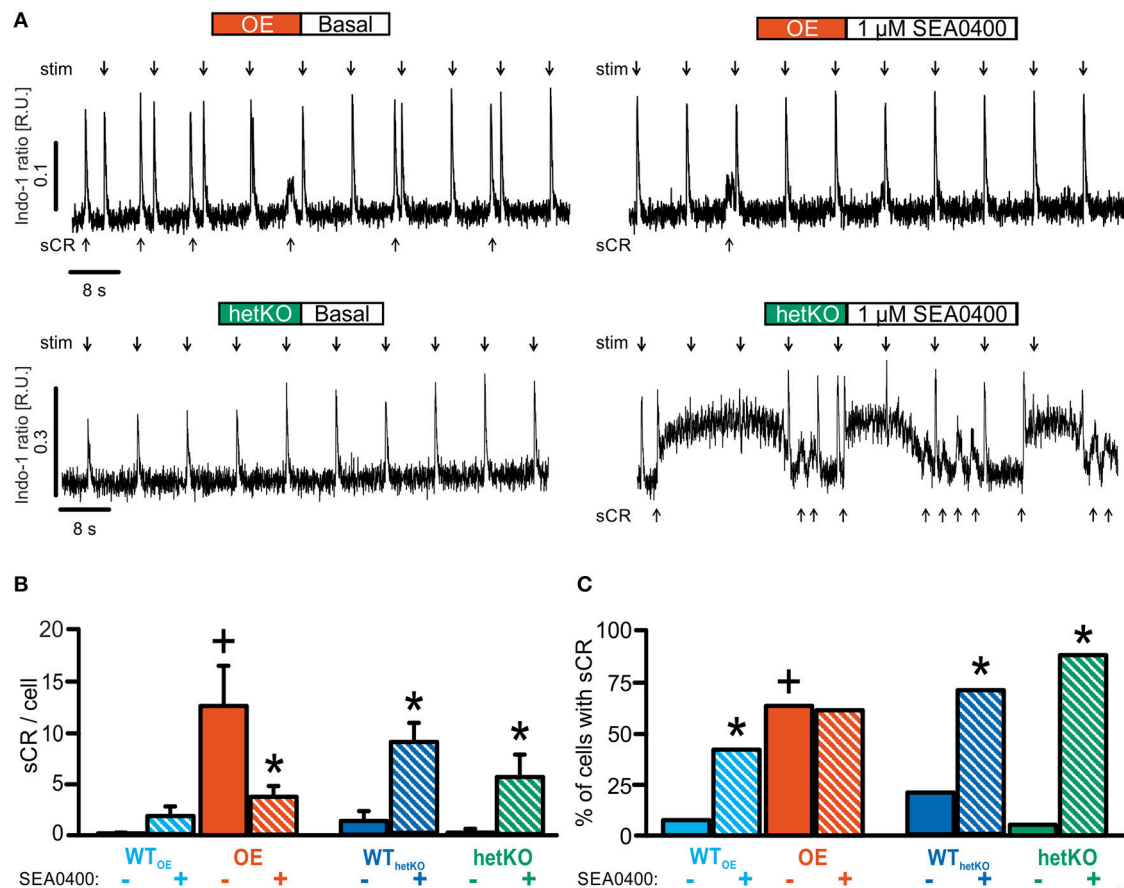 A
OE Basal
OE 1 µM SEA0400
stim
stim
Indo-1 ratio [R.U.]
0.1
sCR
sCR
8 s
hetKO Basal
hetKO 1 µM SEA0400
stim
stim
Indo-1 ratio [R.U.]
0.3
8 s
sCR
B
sCR / cell
20
15
10
5
0
+
*
*
*
WTOE OE WThetKO hetKO
SEA0400: - + - + - + - +
C
% of cells with sCR
100
75
50
25
0
*
+
*
*
WTOE OE WThetKO hetKO
SEA0400: - + - + - + - +